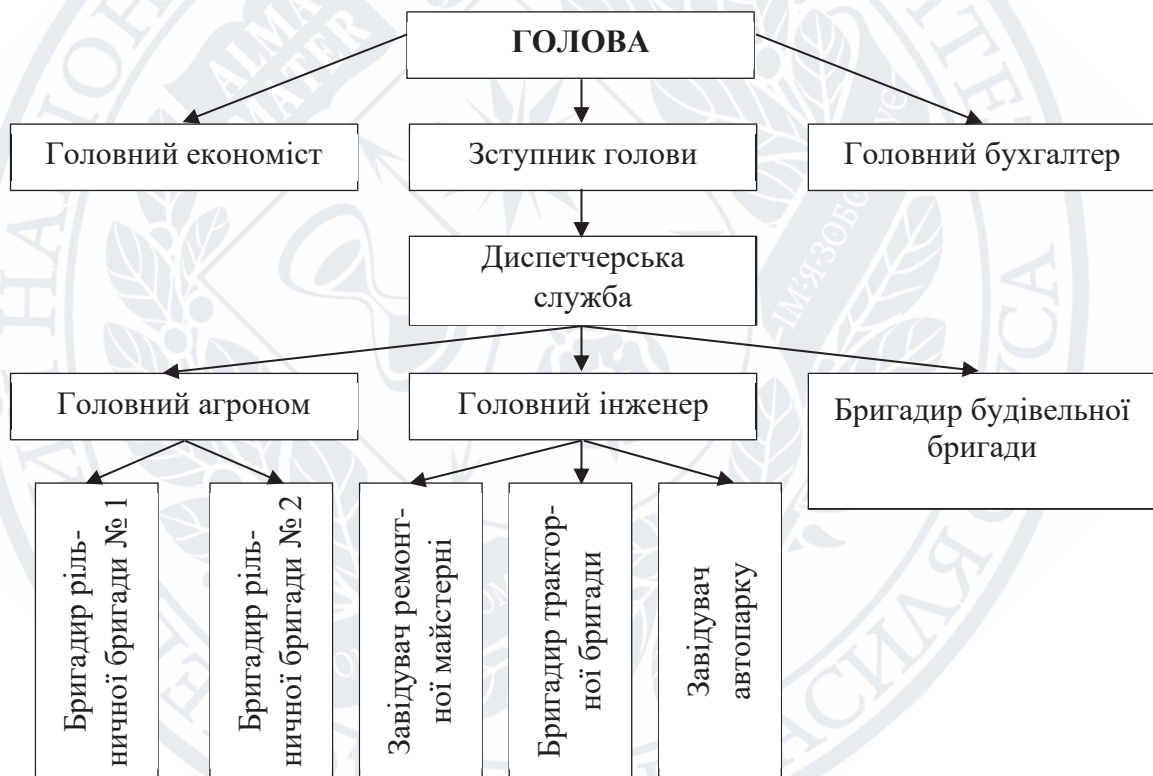 ГОЛОВА
Головний економіст
Зступник голови
Головний бухгалтер
Диспетчерська
служба
Головний агроном
Головний інженер
Бригадир будівельної
бригади
Бригадир ріль-
ничної бригади № 1
Бригадир ріль-
ничної бригади № 2
Завідувач ремонт-
ної майстерні
Бригадир трактор-
ної бригади
Завідувач
автопарку
ALMA
MATER